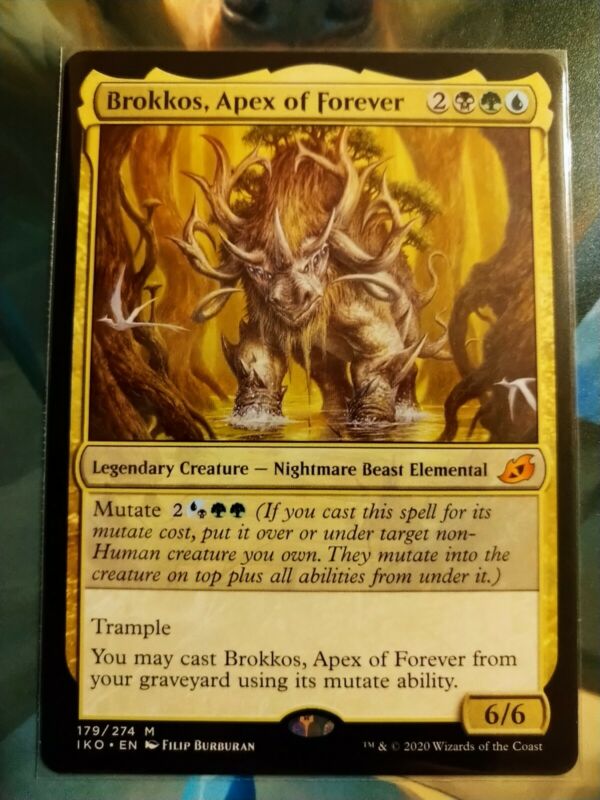 Brokkos, Apex of Forever 2
Legendary Creature — Nightmare Beast Elemental
Mutate 2 (If you cast this spell for its
mutate cost, put it over or under target non-
Human creature you own. They mutate into the
creature on top plus all abilities from under it.)
Trample
You may cast Brokkos, Apex of Forever from
your graveyard using its mutate ability.
6/6
179/274 M
IKO • EN Filip Burburan
™ & © 2020 Wizards of the Coast